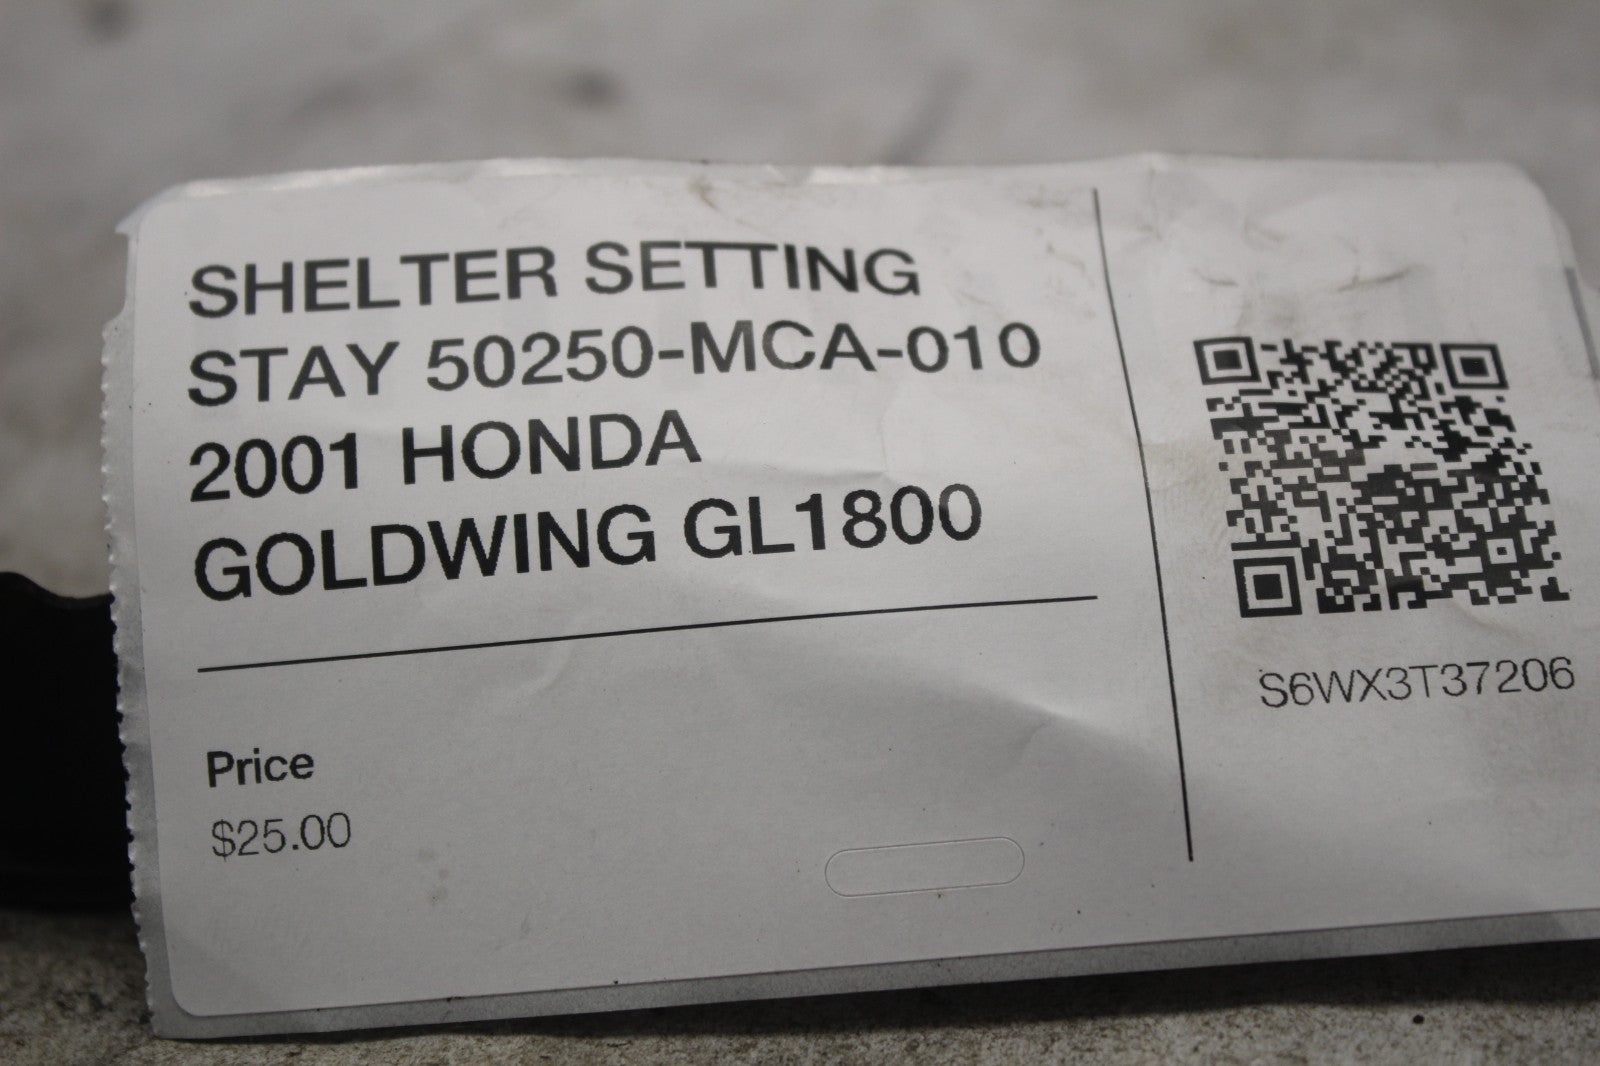 SHELTER SETTING
STAY 50250-MCA-010
2001 HONDA
GOLDWING GL1800
Price
$25.00
S6WX3T37206